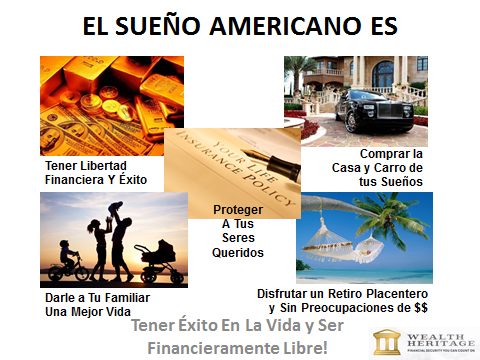 EL SUEÑO AMERICANO ES
Tener Libertad
Financiera Y Éxito
YOUR LIFE
INSURANCE POLICY
Comprar la
Casa y Carro de
tus Sueños
Proteger
A Tus
Seres
Queridos
Darle a Tu Familiar
Una Mejor Vida
Disfrutar un Retiro Placentero
y Sin Preocupaciones de $$
Tener Éxito En La Vida y Ser
Financieramente Libre!
WEALTH
HERITAGE
FINANCIAL SECURITY YOU CAN COUNT ON